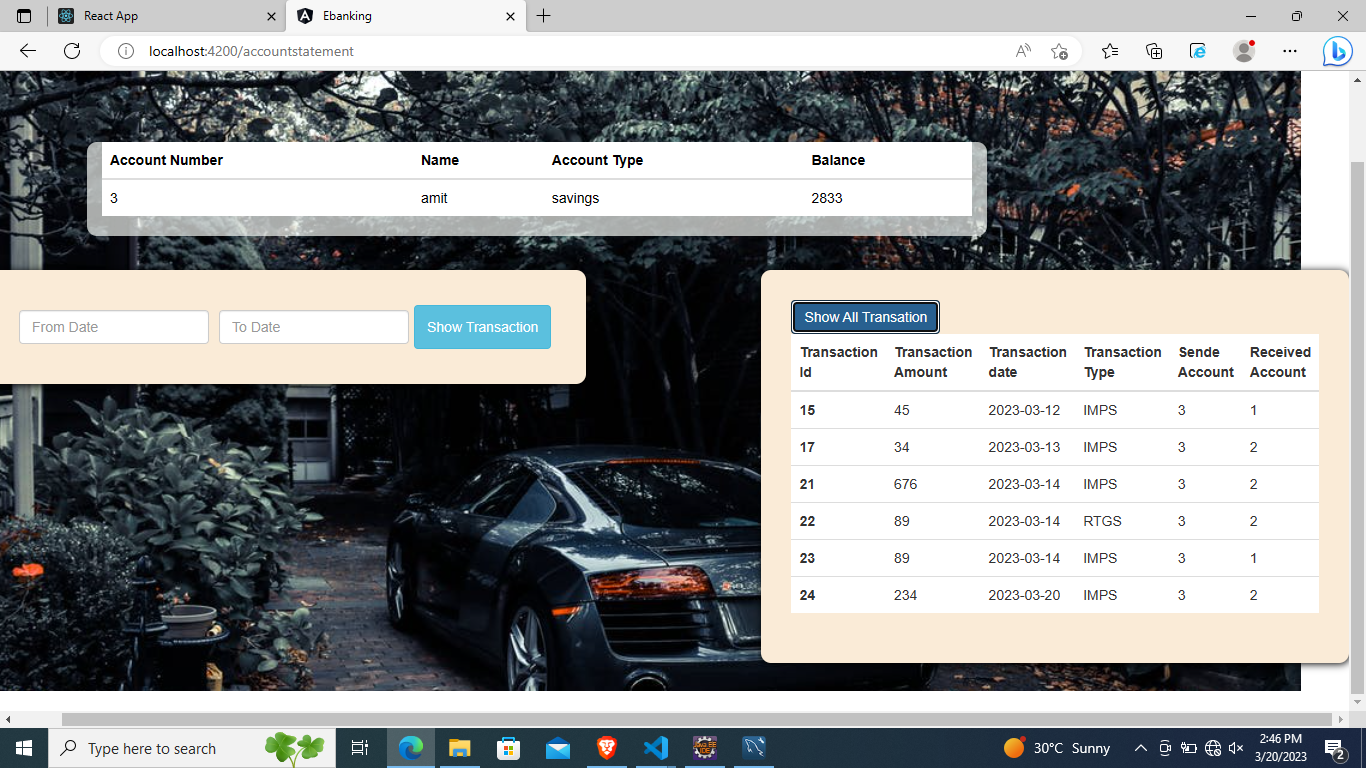 React App
Ebanking
localhost:4200/accountstatement
Account Number Name Account Type Balance
3 amit savings 2833
From Date To Date Show Transaction
Show All Transation
Transaction Id Transaction Amount Transaction date Transaction Type Sende Account Received Account
15 45 2023-03-12 IMPS 3 1
17 34 2023-03-13 IMPS 3 2
21 676 2023-03-14 IMPS 3 2
22 89 2023-03-14 RTGS 3 2
23 89 2023-03-14 IMPS 3 1
24 234 2023-03-20 IMPS 3 2
Type here to search
30°C Sunny
2:46 PM
3/20/2023
2